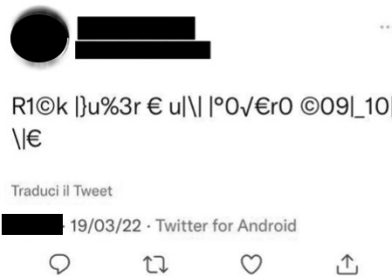 R1©k |}u%3r € u|\| |°0√€r0 ©09|_10|
\|€
Traduci il Tweet
· 19/03/22 · Twitter for Android